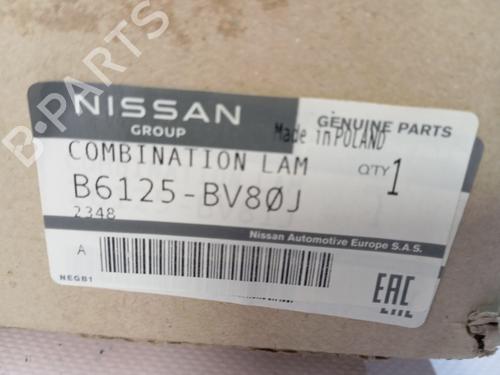 B-PARTS
NISSAN
GROUP
GENUINE PARTS
Made in POLAND
COMBINATION LAM
QTY 1
B6125-BV80J
2348
A
Nissan Automotive Europe S.A.S.
NEGB1
EAC
EAC